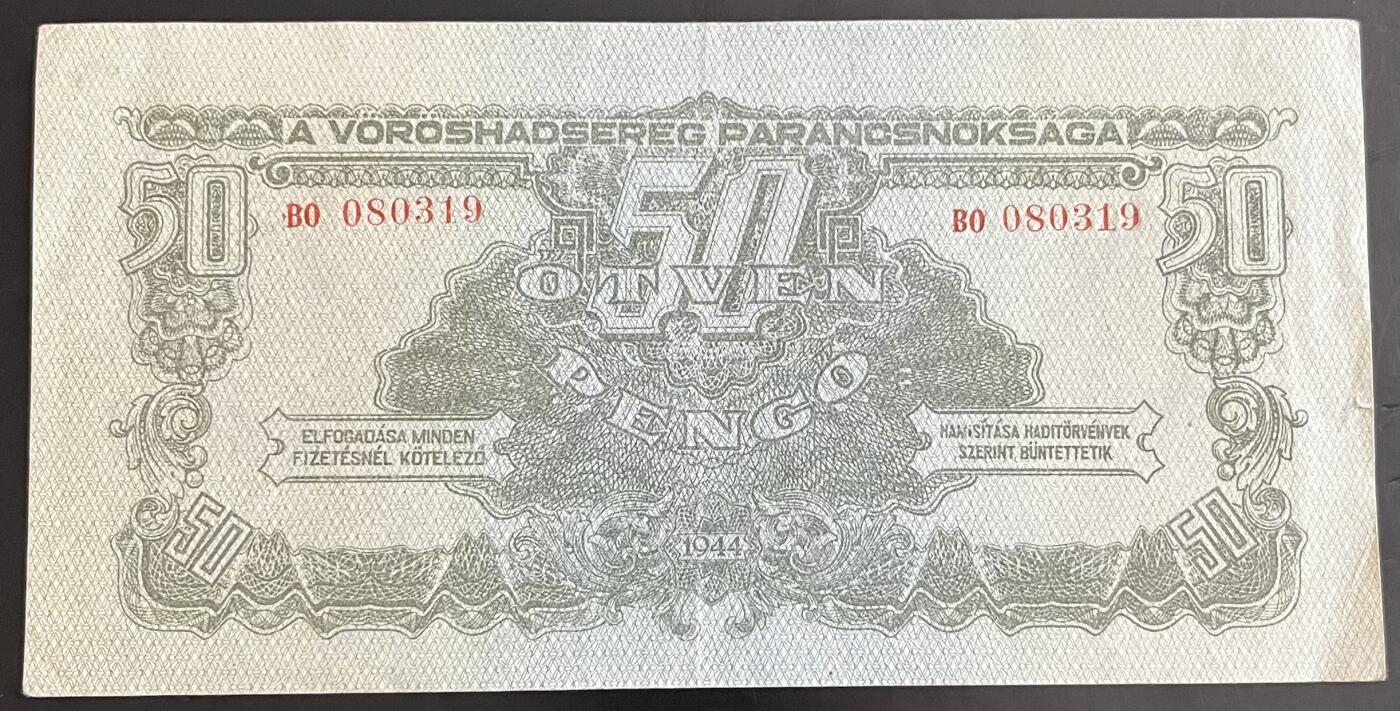 A VÖRÖSHADSEREG PARANCSNOKSÁGA
50 50 50
BO 080319 BO 080319
ÖTVEN
PENGŐ
ELFOGADÁSA MINDEN
FIZETÉSNÉL KÖTELEZŐ
HAMISÍTÁSA HADITÖRVÉNYEK
SZERINT BÜNTETTETIK
50 50
1944